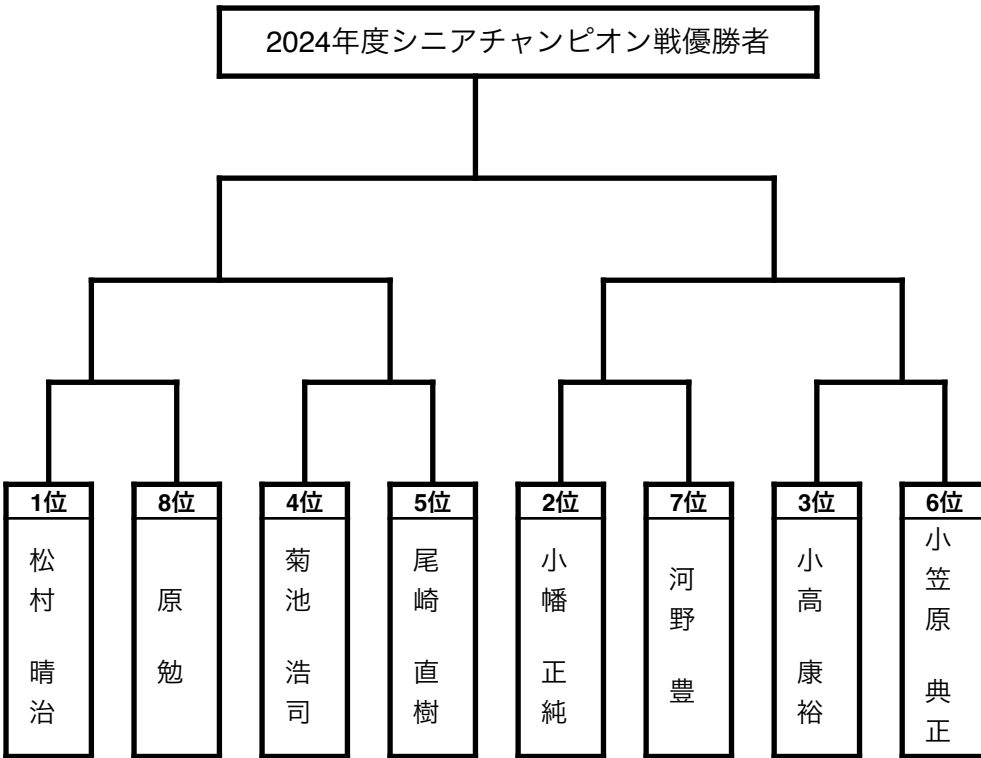 2024年度シニアチャンピオン戦優勝者
1位
松村 晴治
8位
原 勉
4位
菊池 浩司
5位
尾崎 直樹
2位
小幡 正純
7位
河野 豊
3位
小高 康裕
6位
小笠原 典正